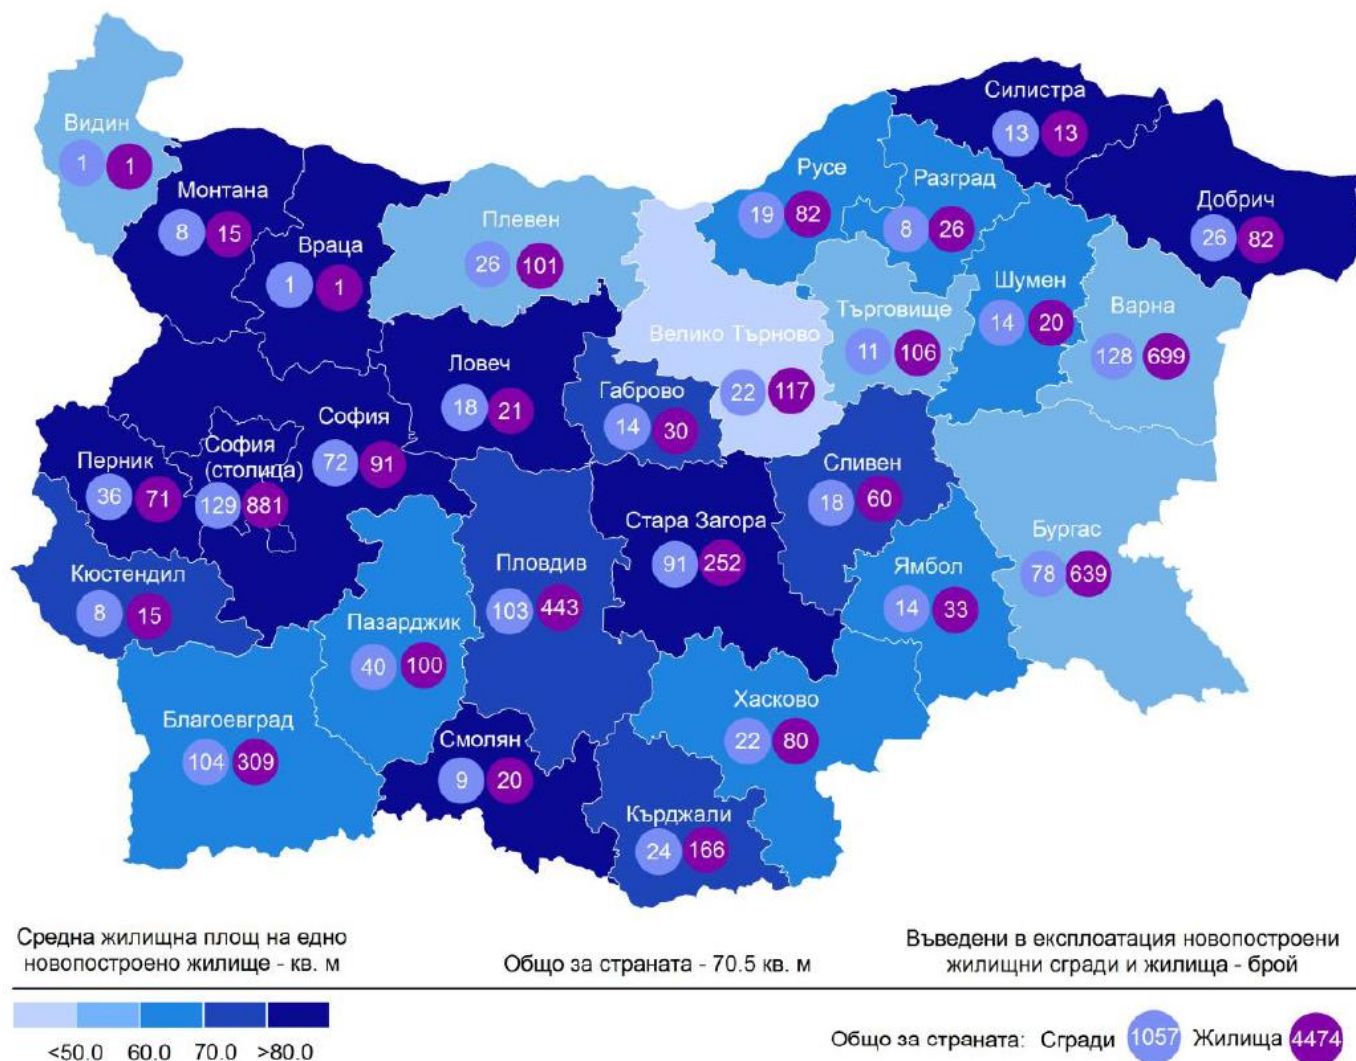 Силистра
13 13
Видин
1 1
Русе
19 82
Разград
8 26
Монтана
8 15
Добрич
26 82
Плевен
26 101
Враца
1 1
Шумен
14 20
Търговище
11 106
Варна
128 699
Велико Търново
22 117
Ловеч
18 21
Габрово
14 30
София
72 91
София
(столица)
129 881
Перник
36 71
Сливен
18 60
Стара Загора
91 252
Бургас
78 639
Пловдив
103 443
Ямбол
14 33
Кюстендил
8 15
Пазарджик
40 100
Хасково
22 80
Благоевград
104 309
Смолян
9 20
Кърджали
24 166
Средна жилищна площ на едно
новопостроено жилище - кв. м
Общо за страната - 70.5 кв. м
Въведени в експлоатация новопостроени
жилищни сгради и жилища - брой
<50.0 60.0 70.0 >80.0
Общо за страната: Сгради 1057 Жилища 4474